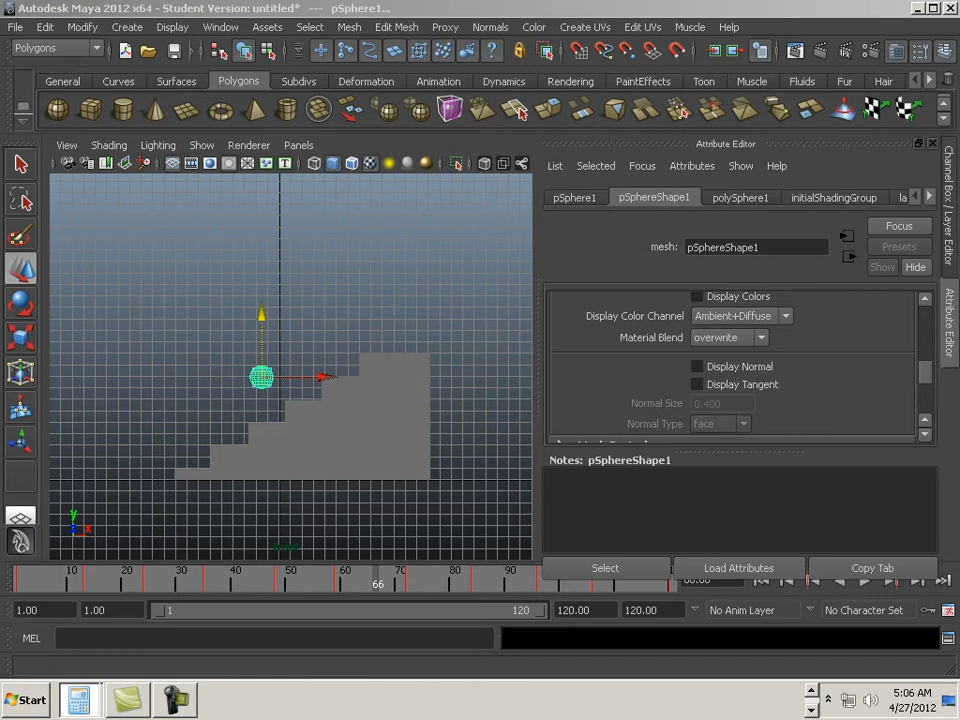 Autodesk Maya 2012 x64 - Student Version: untitled*   ---   pSphere1...
File Edit Modify Create Display Window Assets Select Mesh Edit Mesh Proxy Normals Color Create UVs Edit UVs Muscle Help
Polygons
General Curves Surfaces Polygons Subdivs Deformation Animation Dynamics Rendering PaintEffects Toon Muscle Fluids Fur Hair
View Shading Lighting Show Renderer Panels
Attribute Editor
List Selected Focus Attributes Show Help
pSphere1 pSphereShape1 polySphere1 initialShadingGroup la
Focus
mesh: pSphereShape1
Presets
Show Hide
Channel Box / Layer Editor
Attribute Editor
Display Colors
Display Color Channel Ambient+Diffuse
Material Blend overwrite
Display Normal
Display Tangent
Normal Size 0.400
Normal Type face
Notes: pSphereShape1
y
z x
Select Load Attributes Copy Tab
10 20 30 40 50 60 66 70 80 90
1.00 1.00 1 120 120.00 120.00 No Anim Layer No Character Set
MEL
Start
5:06 AM
4/27/2012